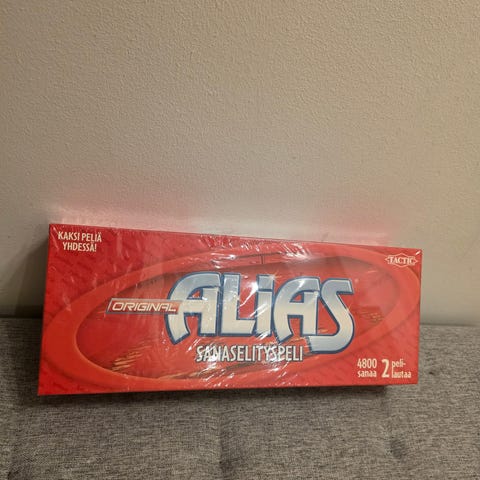 KAKSI PELIÄ
YHDESSÄ!
TACTIC
ORIGINAL
ALIAS
SANASELITYSPELI
4800
sanaa
2 peli-
lautaa